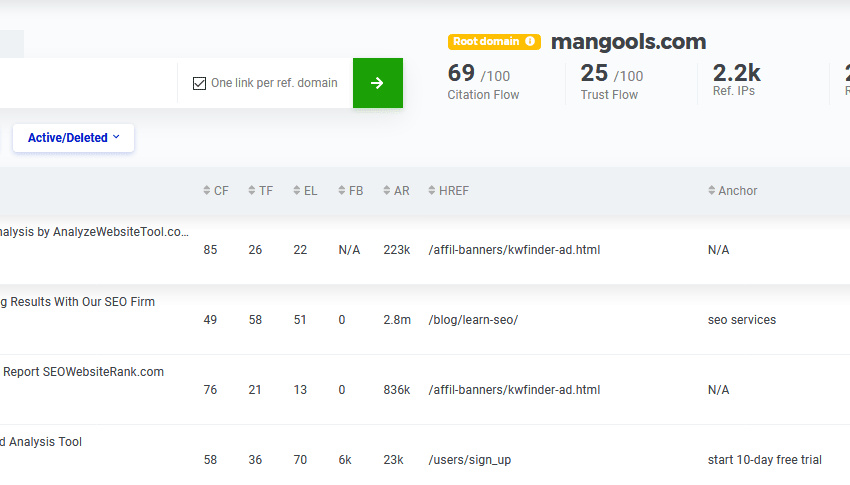 Root domain mangools.com
One link per ref. domain
69 /100 25 /100 2.2k
Citation Flow Trust Flow Ref. IPs
Active/Deleted
CF TF EL FB AR HREF Anchor
nalysis by AnalyzeWebsiteTool.co...
85 26 22 N/A 223k /affil-banners/kwfinder-ad.html N/A
g Results With Our SEO Firm
49 58 51 0 2.8m /blog/learn-seo/ seo services
Report SEOWebsiteRank.com
76 21 13 0 836k /affil-banners/kwfinder-ad.html N/A
d Analysis Tool
58 36 70 6k 23k /users/sign_up start 10-day free trial